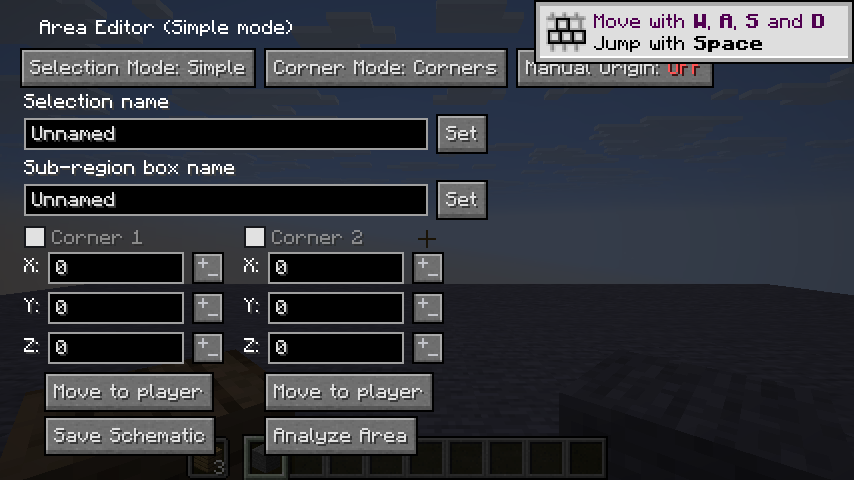 Area Editor (Simple mode)
Move with W, A, S and D
Jump with Space
Selection Mode: Simple
Corner Mode: Corners
Manual Origin: Off
Selection name
Unnamed
Set
Sub-region box name
Unnamed
Set
Corner 1
Corner 2
X: 0
+ -
X: 0
+ -
Y: 0
+ -
Y: 0
+ -
Z: 0
+ -
Z: 0
+ -
Move to player
Move to player
Save Schematic
Analyze Area
3